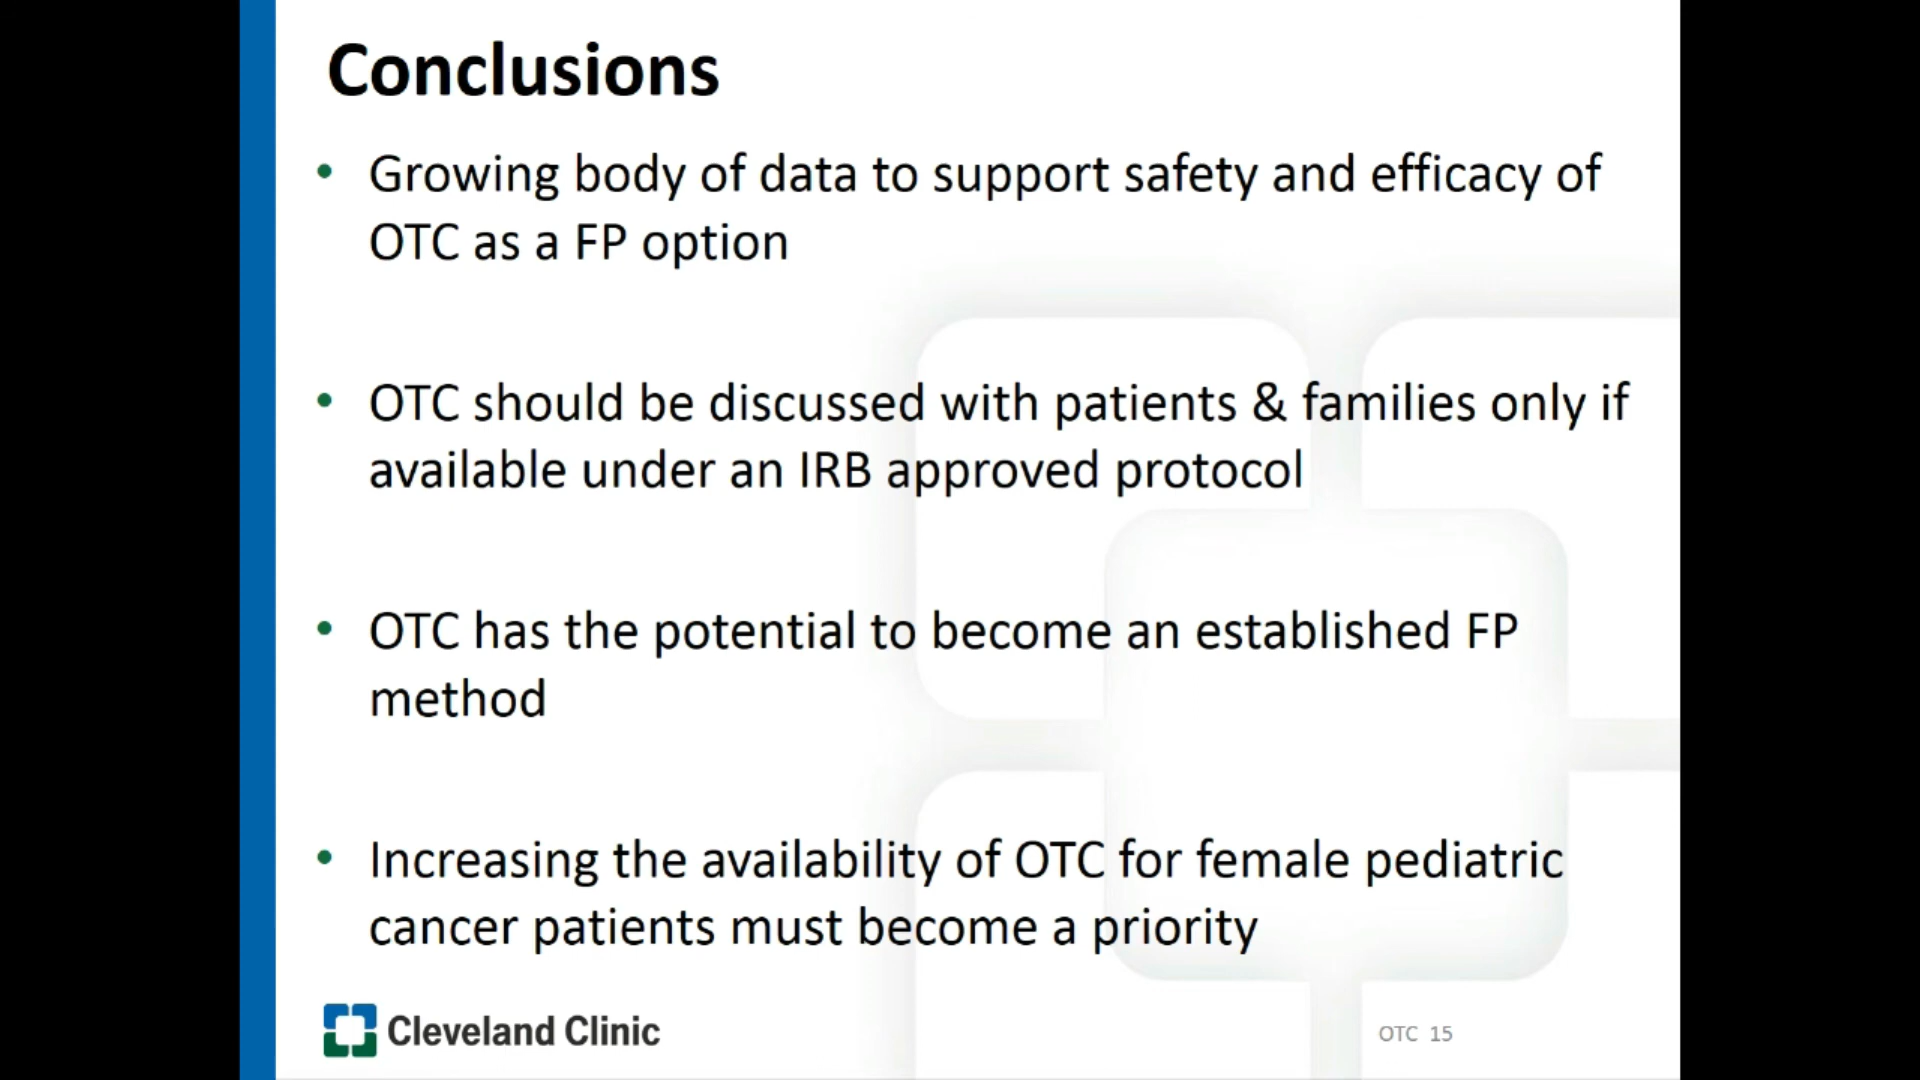 Conclusions
• Growing body of data to support safety and efficacy of
OTC as a FP option
• OTC should be discussed with patients & families only if
available under an IRB approved protocol
• OTC has the potential to become an established FP
method
• Increasing the availability of OTC for female pediatric
cancer patients must become a priority
Cleveland Clinic
OTC 15